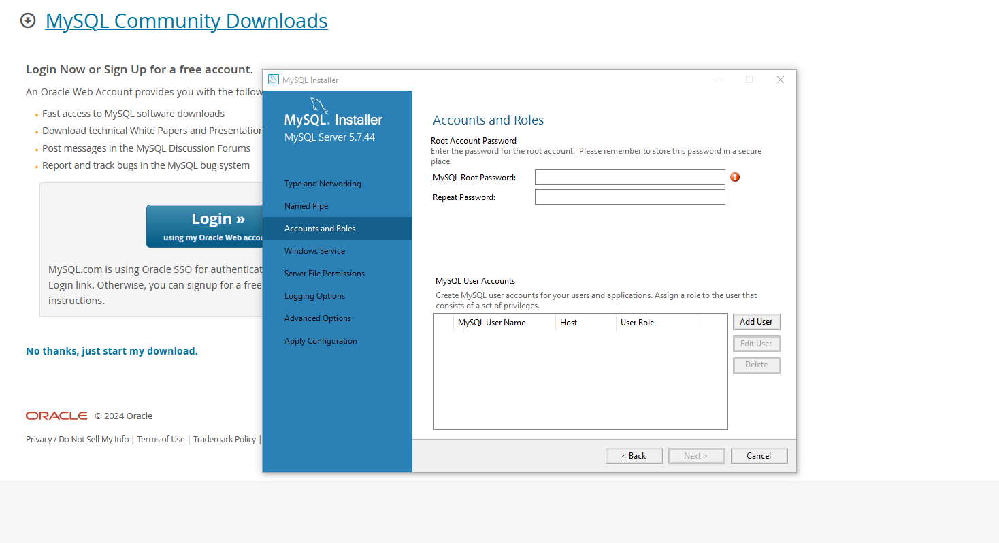 MySQL Community Downloads
Login Now or Sign Up for a free account.
An Oracle Web Account provides you with the
Fast access to MySQL software downloads
Download technical White Papers and
Post messages in the MySQL Discussion Forums
Report and track bugs in the MySQL bug system
Login »
using my Oracle Web
MySQL.com is using Oracle SSO for
Login link. Otherwise, you can signup for a free
instructions.
No thanks, just start my download.
ORACLE © 2024 Oracle
Privacy / Do Not Sell My Info | Terms of Use | Trademark Policy |
MySQL Installer
MySQL. Installer
MySQL Server 5.7.44
Type and Networking
Named Pipe
Accounts and Roles
Windows Service
Server File Permissions
Logging Options
Advanced Options
Apply Configuration
Accounts and Roles
Root Account Password
Enter the password for the root account. Please remember to store this password in a secure
place.
MySQL Root Password:
Repeat Password:
MySQL User Accounts
Create MySQL user accounts for your users and applications. Assign a role to the user that
consists of a set of privileges.
MySQL User Name Host User Role
Add User
Edit User
Delete
< Back Next > Cancel